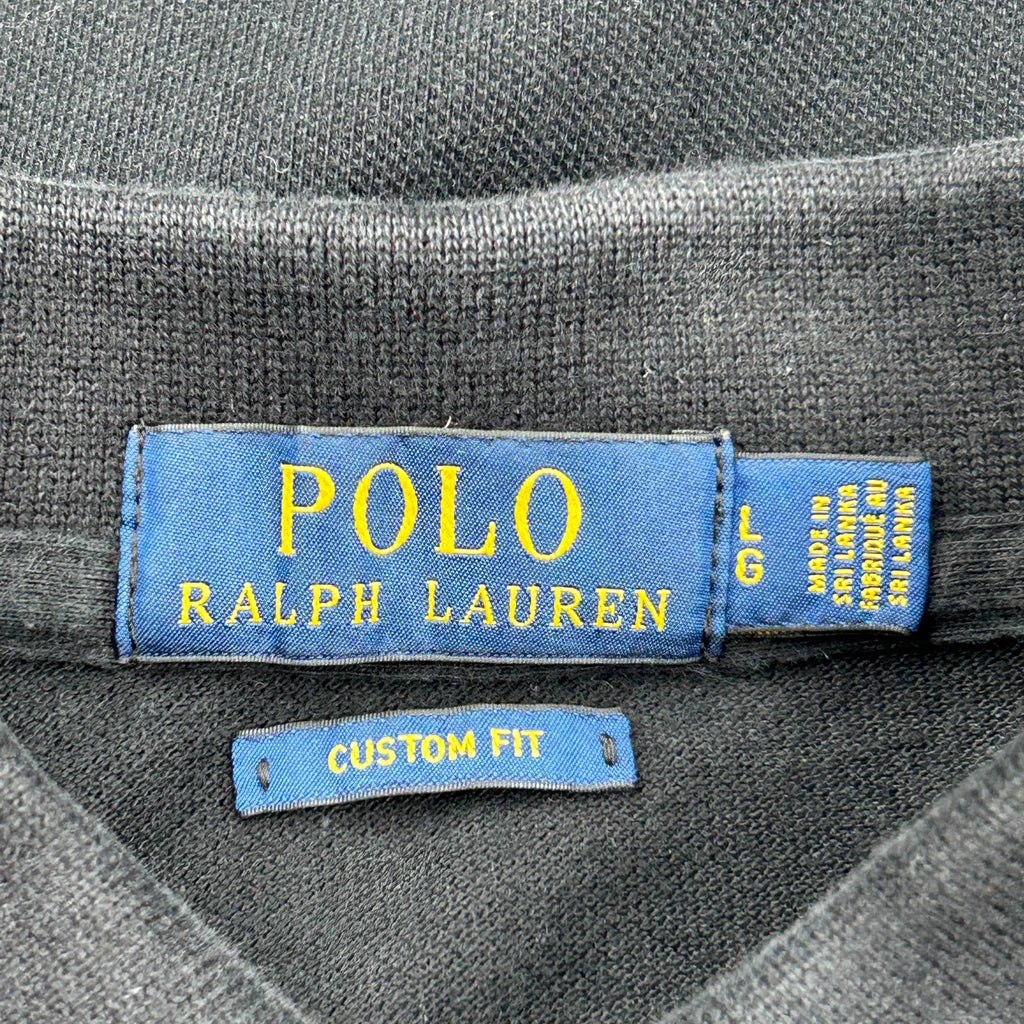 POLO
RALPH LAUREN
L
G
MADE IN
SRI LANKA
FABRIQUÉ AU
SRI LANKA
CUSTOM FIT